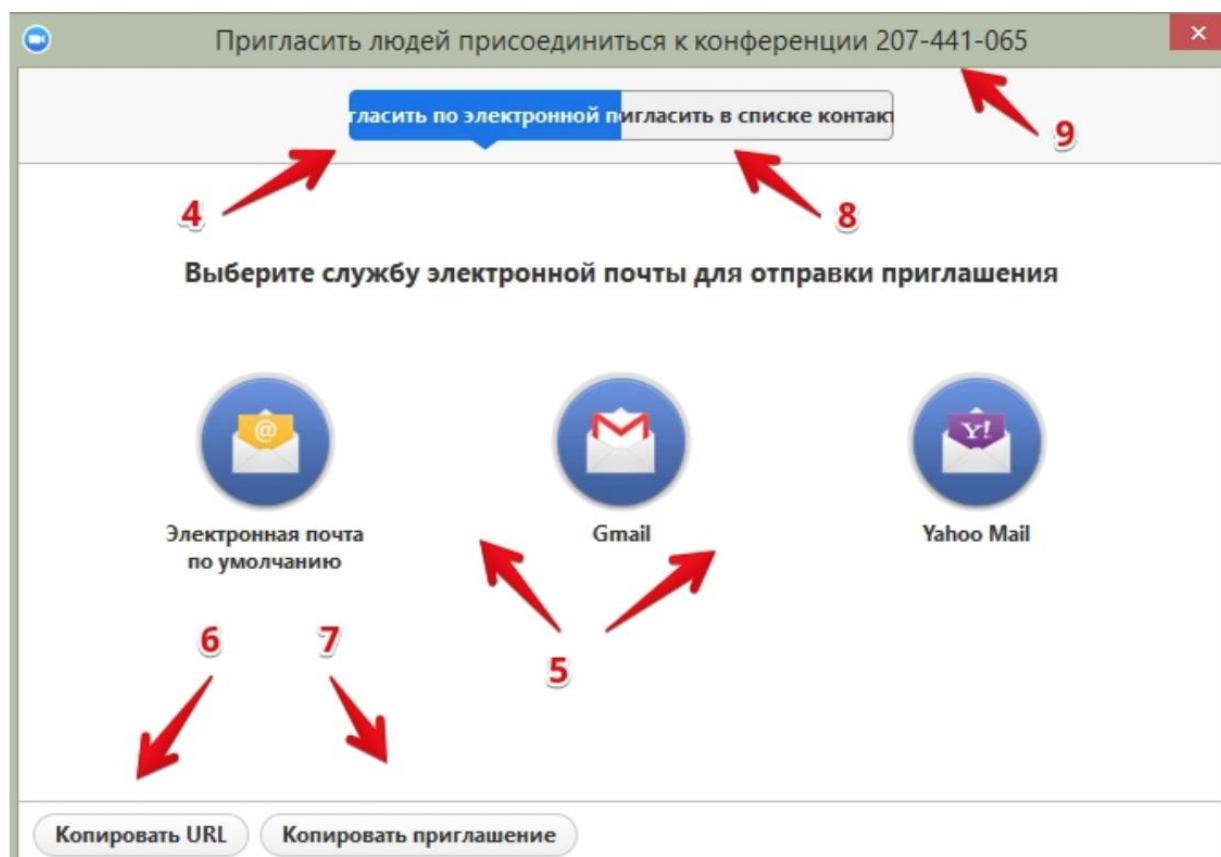 Пригласить людей присоединиться к конференции 207-441-065
гласить по электронной п игласить в списке контакт
9
4
8
Выберите службу электронной почты для отправки приглашения
@
Y!
Электронная почта
по умолчанию
Gmail
Yahoo Mail
6
7
5
Копировать URL
Копировать приглашение